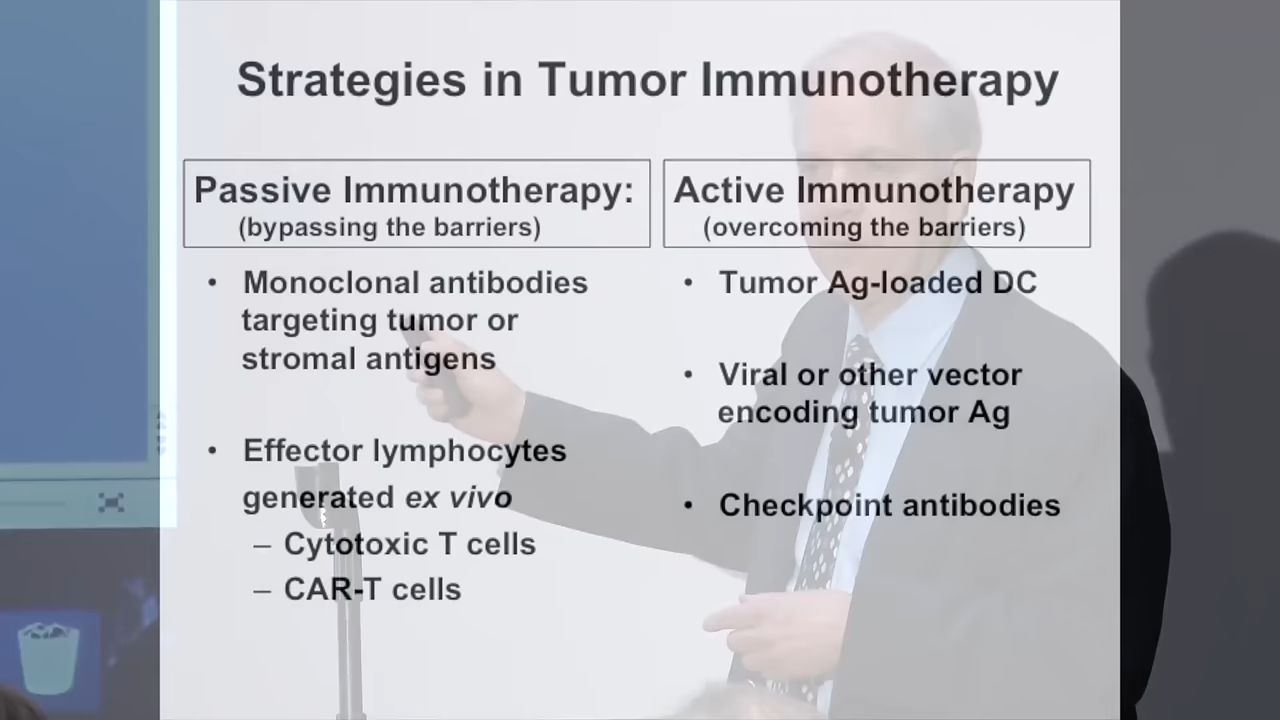 Strategies in Tumor Immunotherapy
Passive Immunotherapy:
(bypassing the barriers)
• Monoclonal antibodies
targeting tumor or
stromal antigens
• Effector lymphocytes
generated ex vivo
– Cytotoxic T cells
– CAR-T cells
Active Immunotherapy
(overcoming the barriers)
• Tumor Ag-loaded DC
• Viral or other vector
encoding tumor Ag
• Checkpoint antibodies